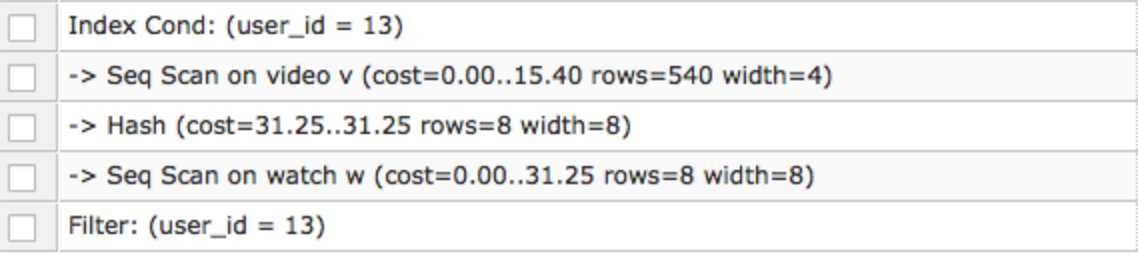 Index Cond: (user_id = 13)
-> Seq Scan on video v (cost=0.00..15.40 rows=540 width=4)
-> Hash (cost=31.25..31.25 rows=8 width=8)
-> Seq Scan on watch w (cost=0.00..31.25 rows=8 width=8)
Filter: (user_id = 13)